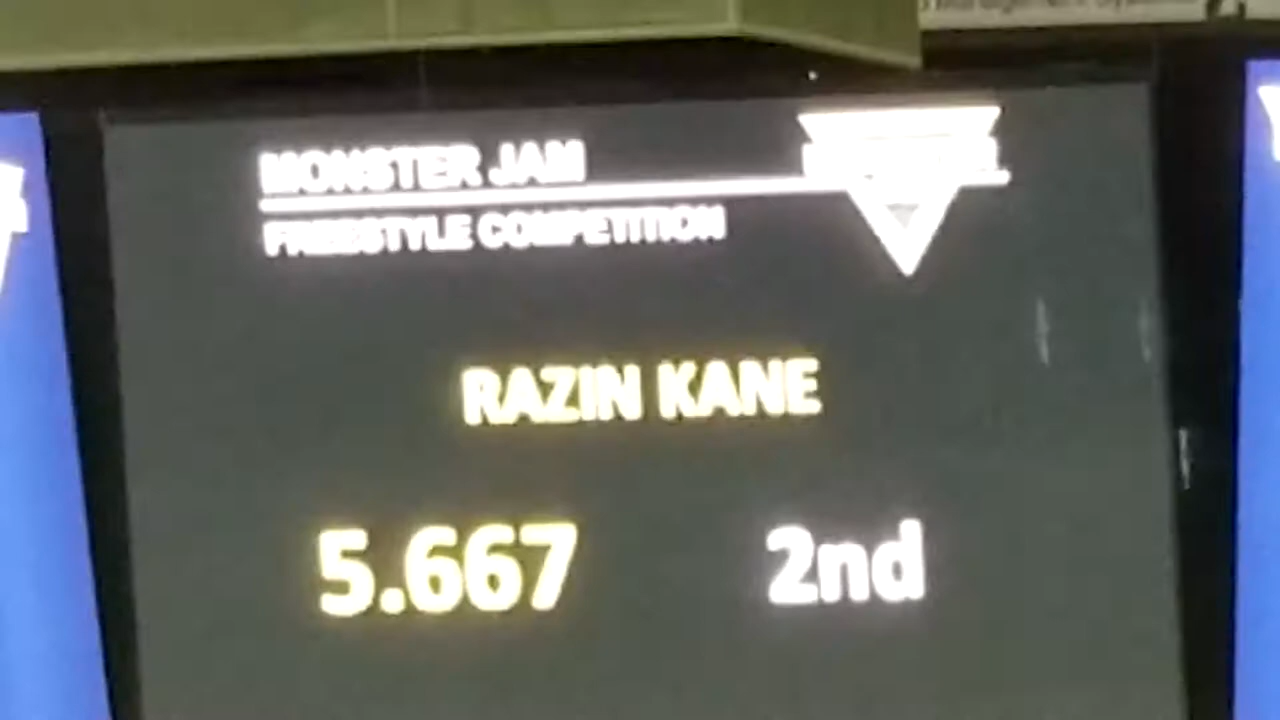 MONSTER JAM
FREESTYLE COMPETITION
RAZIN KANE
5.667 2nd